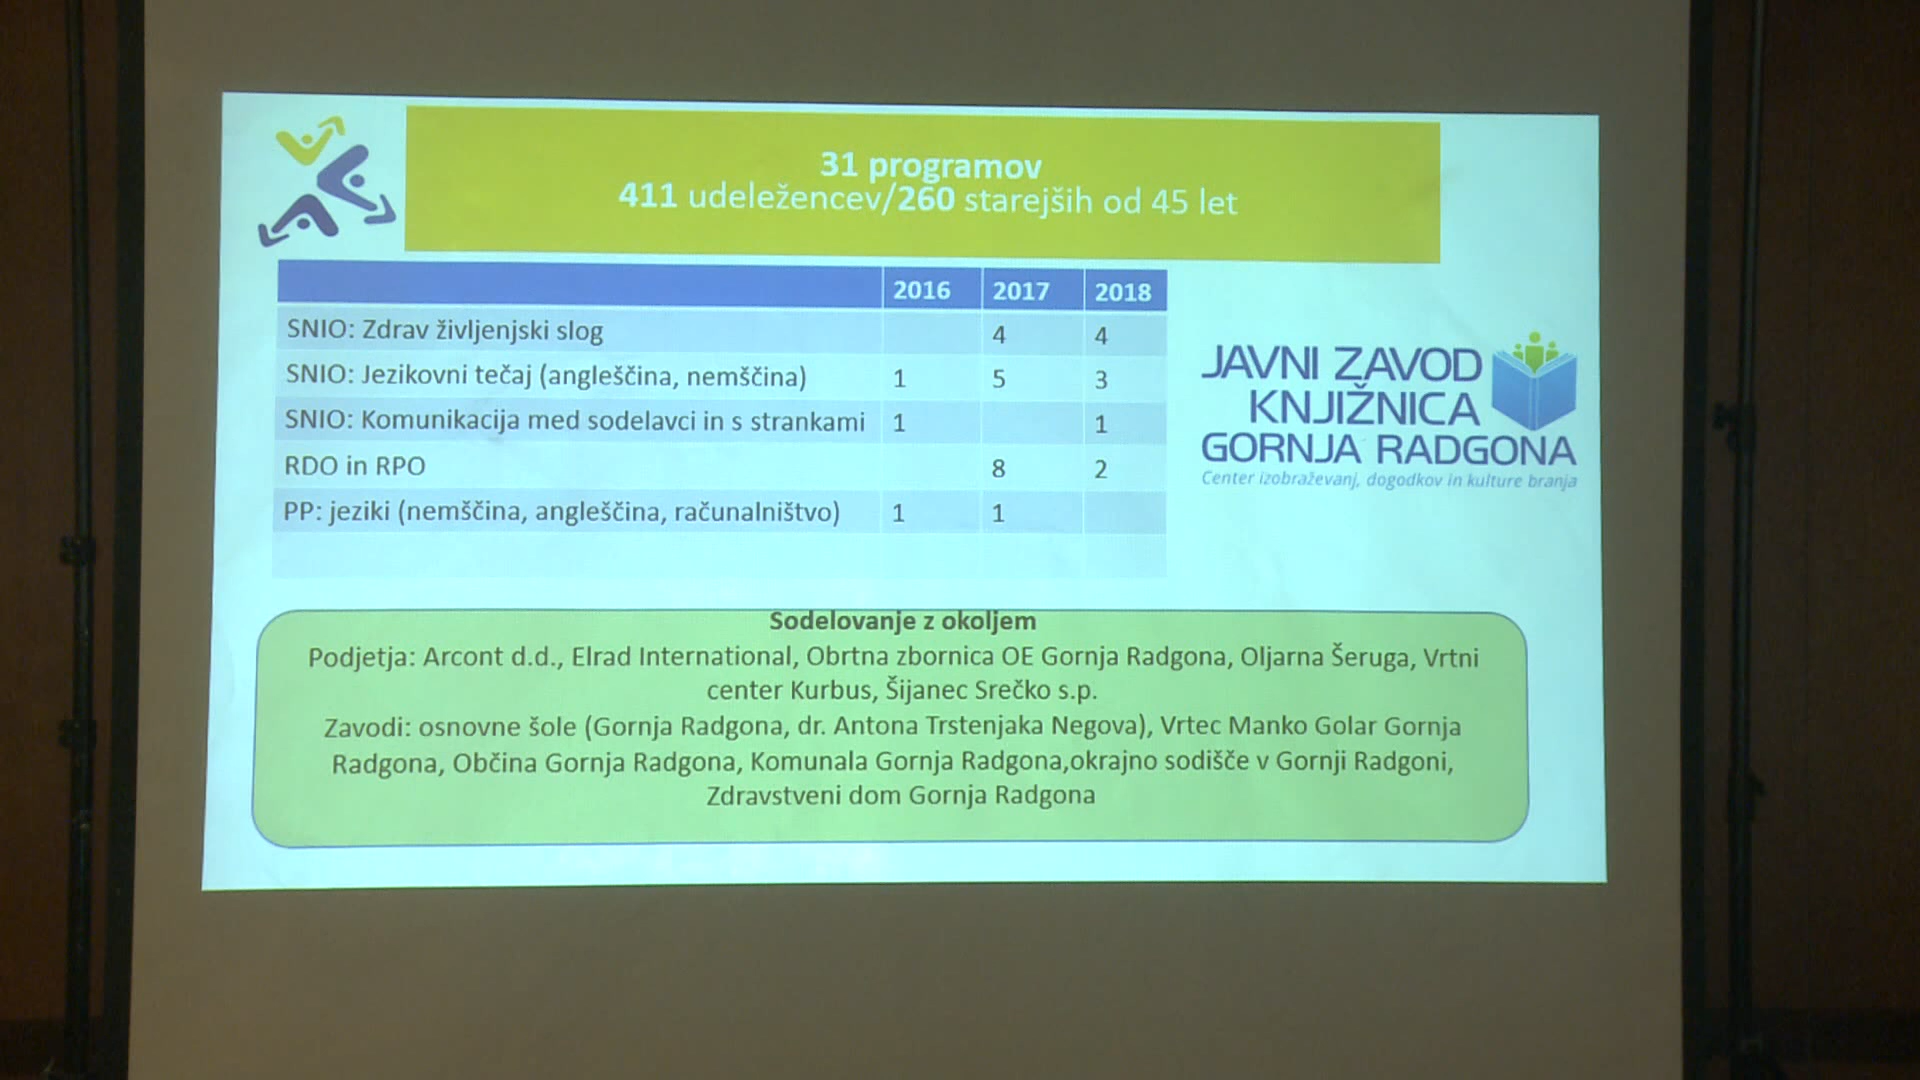 31 programov
411 udeležencev/260 starejših od 45 let
2016 2017 2018
SNIO: Zdrav življenjski slog 4 4
SNIO: Jezikovni tečaj (angleščina, nemščina) 1 5 3
SNIO: Komunikacija med sodelavci in s strankami 1 1
RDO in RPO 8 2
PP: jeziki (nemščina, angleščina, računalništvo) 1 1
JAVNI ZAVOD
KNJIŽNICA
GORNJA RADGONA
Center izobraževanj, dogodkov in kulture branja
Sodelovanje z okoljem
Podjetja: Arcont d.d., Elrad International, Obrtna zbornica OE Gornja Radgona, Oljarna Šeruga, Vrtni
center Kurbus, Šijanec Srečko s.p.
Zavodi: osnovne šole (Gornja Radgona, dr. Antona Trstenjaka Negova), Vrtec Manko Golar Gornja
Radgona, Občina Gornja Radgona, Komunala Gornja Radgona,okrajno sodišče v Gornji Radgoni,
Zdravstveni dom Gornja Radgona